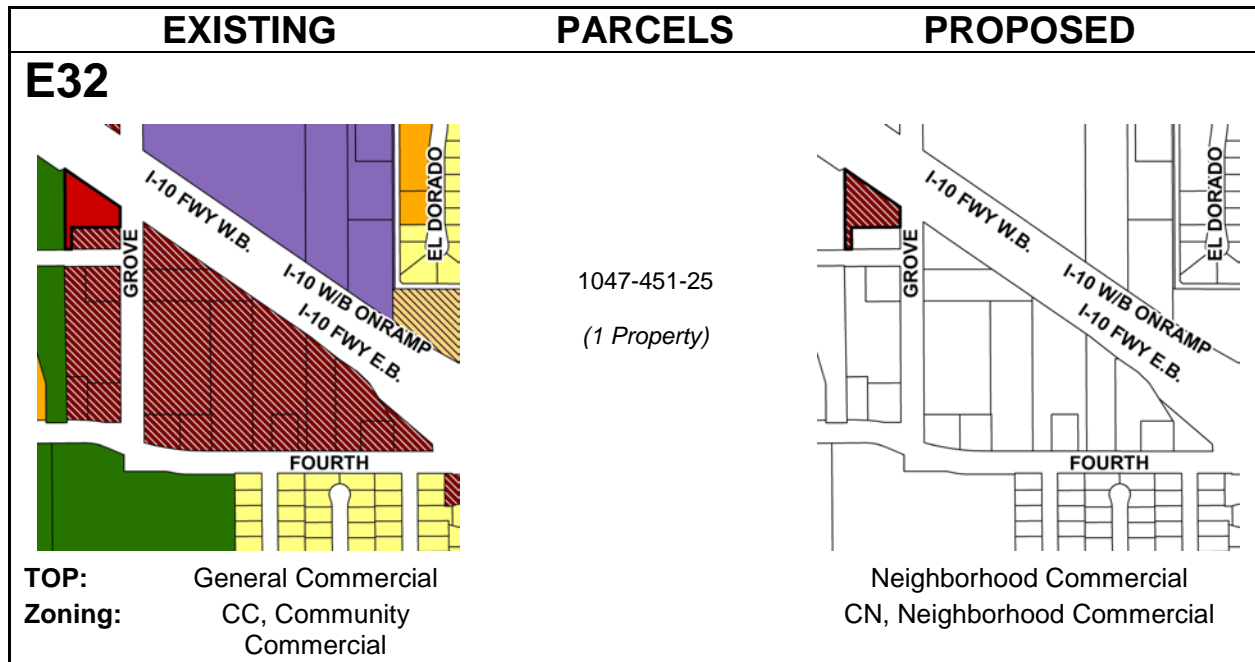 EXISTING PARCELS PROPOSED
E32
I-10 FWY W.B.
EL DORADO
GROVE
I-10 W/B ONRAMP
I-10 FWY E.B.
FOURTH
1047-451-25
(1 Property)
I-10 FWY W.B.
EL DORADO
GROVE
I-10 W/B ONRAMP
I-10 FWY E.B.
FOURTH
TOP: General Commercial Neighborhood Commercial
Zoning: CC, Community CN, Neighborhood Commercial
Commercial